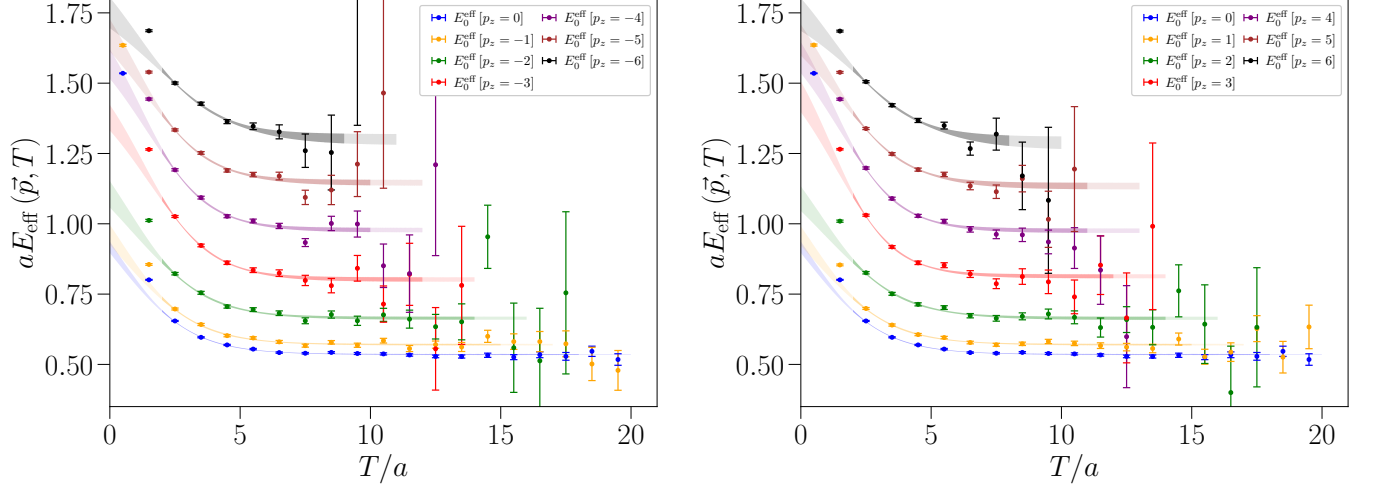 1.75
1.50
1.25
1.00
0.75
0.50
aE_eff (p⃗, T)
0 5 10 15 20
T/a
E_0^eff [p_z = 0] E_0^eff [p_z = −4]
E_0^eff [p_z = −1] E_0^eff [p_z = −5]
E_0^eff [p_z = −2] E_0^eff [p_z = −6]
E_0^eff [p_z = −3]
1.75
1.50
1.25
1.00
0.75
0.50
aE_eff (p⃗, T)
0 5 10 15 20
T/a
E_0^eff [p_z = 0] E_0^eff [p_z = 4]
E_0^eff [p_z = 1] E_0^eff [p_z = 5]
E_0^eff [p_z = 2] E_0^eff [p_z = 6]
E_0^eff [p_z = 3]